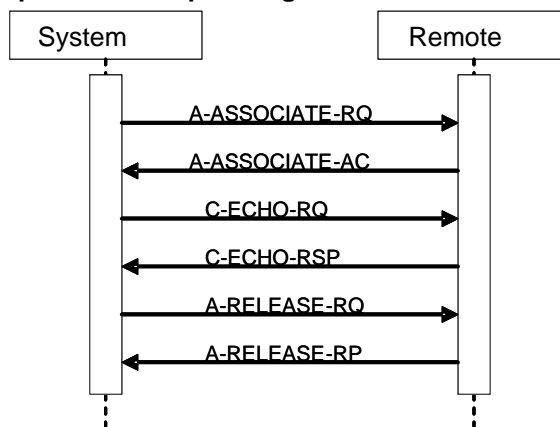 System
Remote
A-ASSOCIATE-RQ
A-ASSOCIATE-AC
C-ECHO-RQ
C-ECHO-RSP
A-RELEASE-RQ
A-RELEASE-RP